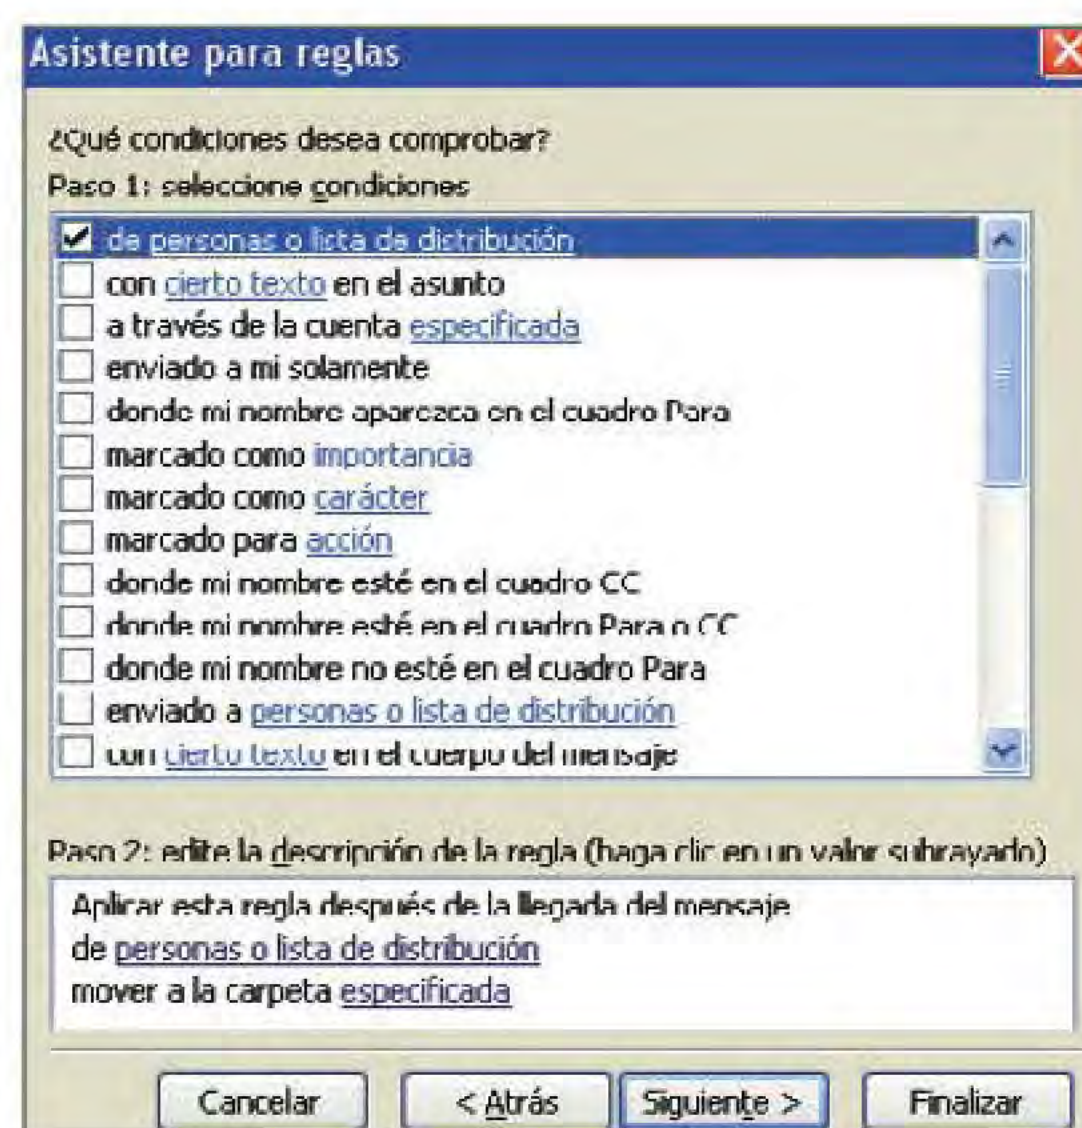 Asistente para reglas
¿Qué condiciones desea comprobar?
Paso 1: seleccione condiciones
de personas o lista de distribución
con cierto texto en el asunto
a través de la cuenta especificada
enviado a mi solamente
donde mi nombre aparezca en el cuadro Para
marcado como importancia
marcado como carácter
marcado para acción
donde mi nombre esté en el cuadro CC
donde mi nombre esté en el cuadro Para o CC
donde mi nombre no esté en el cuadro Para
enviado a personas o lista de distribución
con cierto texto en el cuerpo del mensaje
Paso 2: edite la descripción de la regla (haga clic en un valor subrayado)
Aplicar esta regla después de la llegada del mensaje
de personas o lista de distribución
mover a la carpeta especificada
Cancelar < Atrás Siguiente > Finalizar